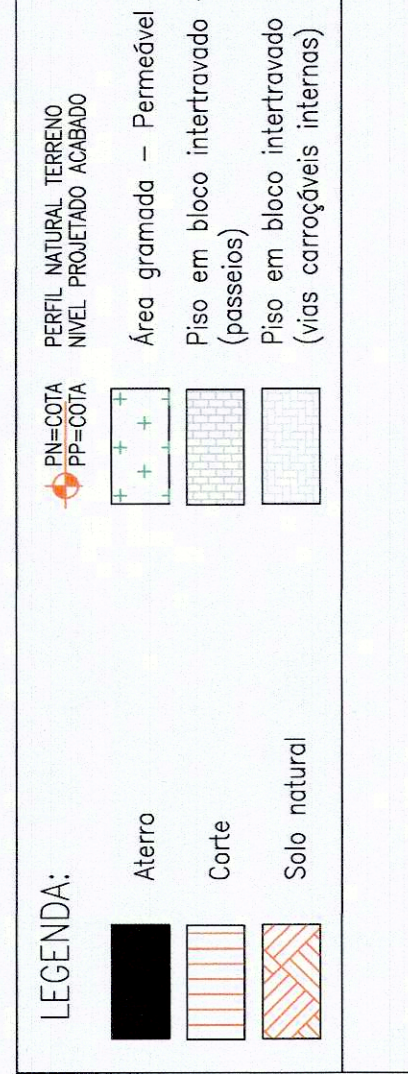 LEGENDA:
Aterro
Corte
Solo natural
PN=COTA
PP=COTA
PERFIL NATURAL TERRENO
NIVEL PROJETADO ACABADO
Área gramada – Permeável
Piso em bloco intertravado
(passeios)
Piso em bloco intertravado
(vias carroçáveis internas)